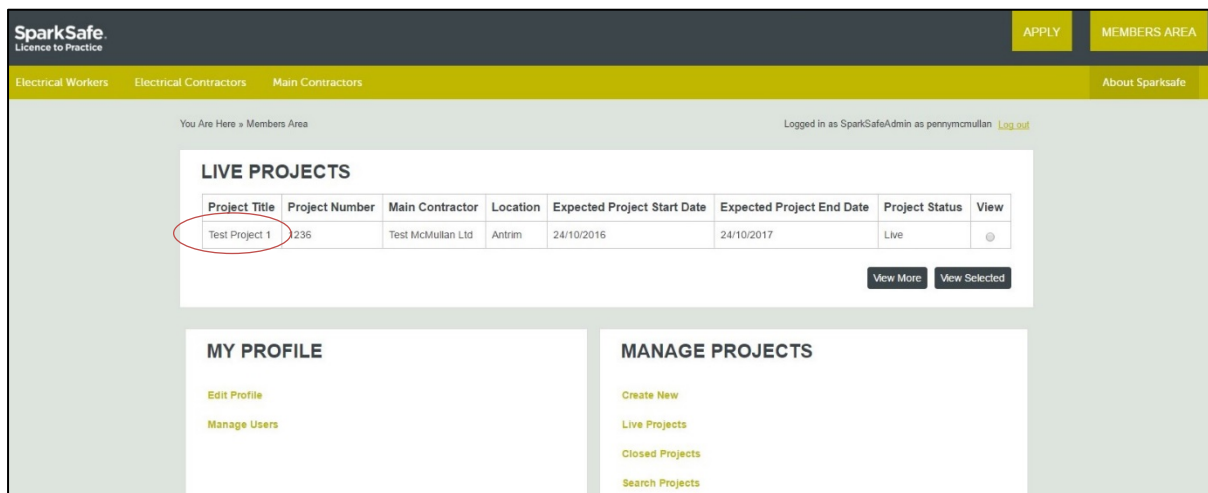 SparkSafe.
Licence to Practice
APPLY
MEMBERS AREA
Electrical Workers Electrical Contractors Main Contractors About Sparksafe
You Are Here » Members Area Logged in as SparkSafeAdmin as pennymcmullan Log out
LIVE PROJECTS
Project Title Project Number Main Contractor Location Expected Project Start Date Expected Project End Date Project Status View
Test Project 1 1236 Test McMullan Ltd Antrim 24/10/2016 24/10/2017 Live
View More View Selected
MY PROFILE
Edit Profile
Manage Users
MANAGE PROJECTS
Create New
Live Projects
Closed Projects
Search Projects